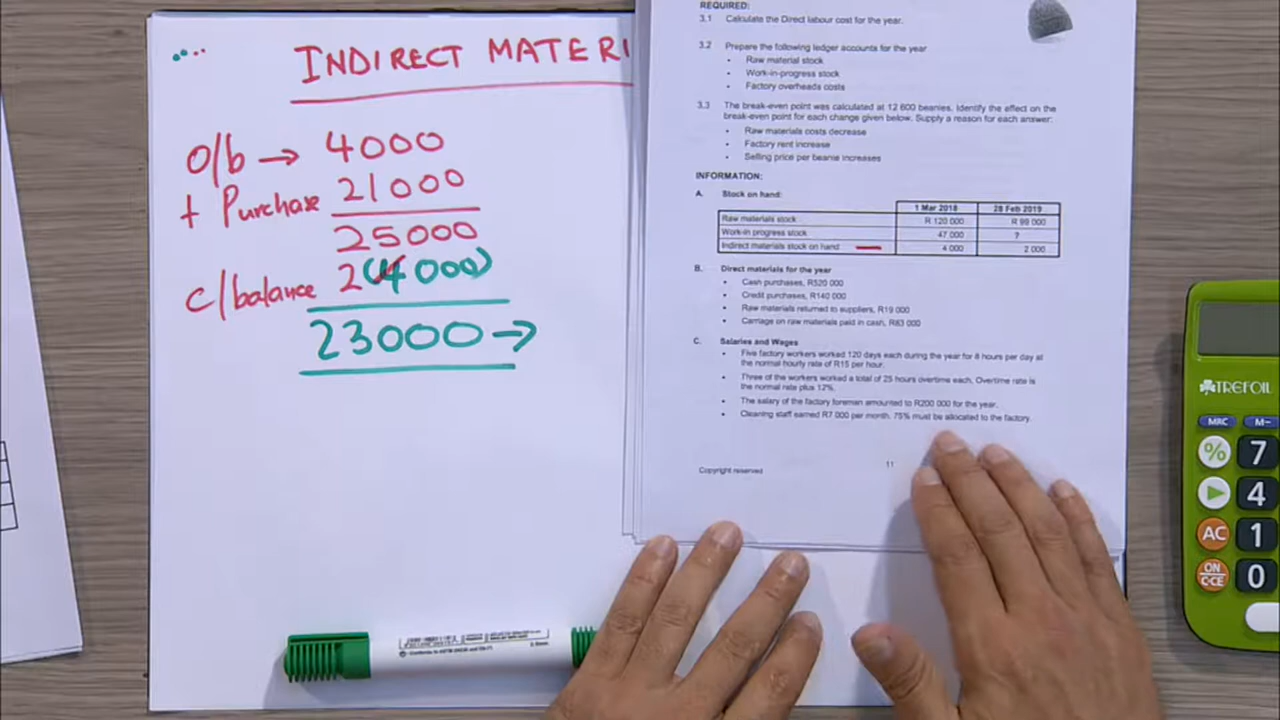 INDIRECT MATERI
O/b → 4000
+ Purchase 21000
25000
c/balance 2(4000)
23000 →
REQUIRED:
3.1 Calculate the Direct labour cost for the year.
3.2 Prepare the following ledger accounts for the year
• Raw material stock
• Work-in-progress stock
• Factory overheads costs
3.3 The break-even point was calculated at 12 600 beanies. Identify the effect on the
break-even point for each change given below. Supply a reason for each answer:
• Raw materials costs decrease
• Factory rent increase
• Selling price per beanie increases
INFORMATION:
A. Stock on hand:
1 Mar 2018 28 Feb 2019
Raw materials stock R 120 000 R 99 000
Work-in progress stock 47 000 ?
Indirect materials stock on hand 4 000 2 000
B. Direct materials for the year
• Cash purchases, R520 000
• Credit purchases, R140 000
• Raw materials returned to suppliers, R19 000
• Carriage on raw materials paid in cash, R83 000
C. Salaries and Wages
• Five factory workers worked 120 days each during the year for 8 hours per day at
the normal hourly rate of R15 per hour.
• Three of the workers worked a total of 25 hours overtime each. Overtime rate is
the normal rate plus 12%.
• The salary of the factory foreman amounted to R200 000 for the year.
• Cleaning staff earned R7 000 per month. 75% must be allocated to the factory.
Copyright reserved 11
TREFOIL
MRC M-
% 7
4
AC 1
ON
C·CE 0